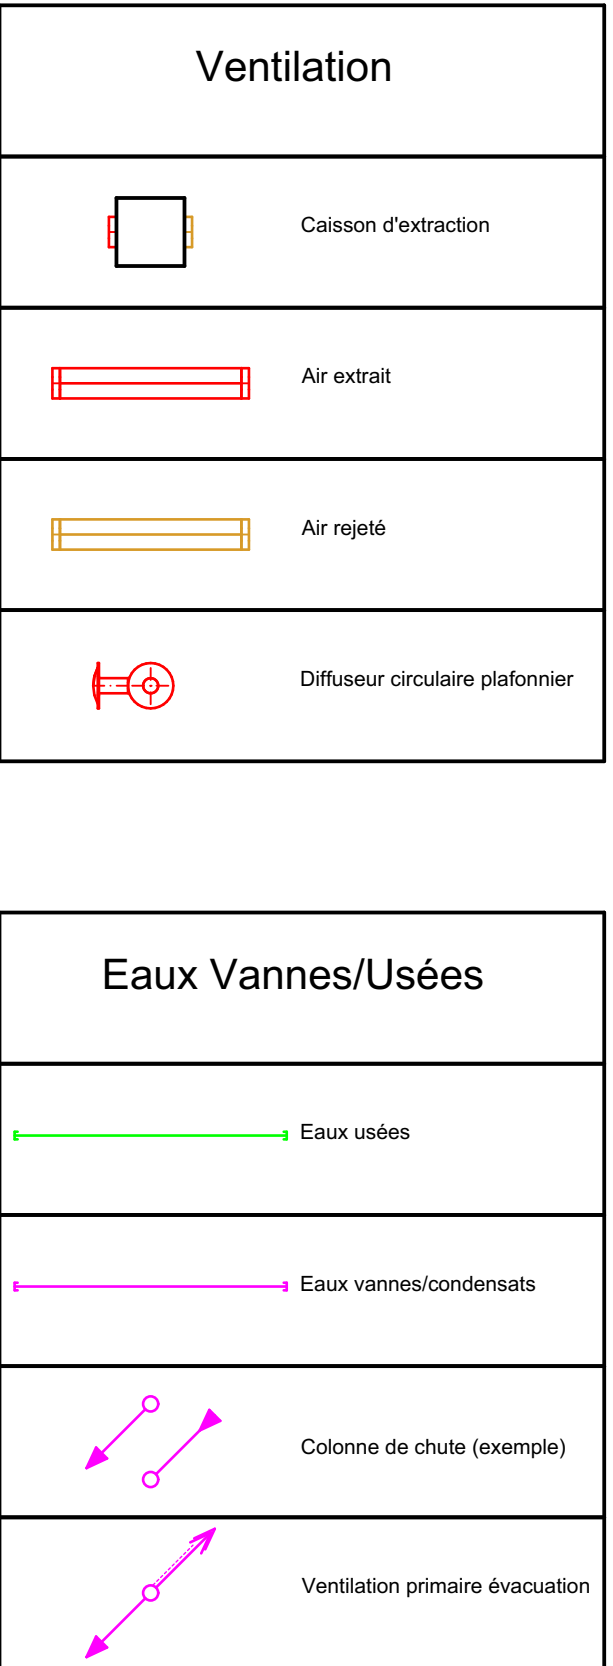 Ventilation
Caisson d'extraction
Air extrait
Air rejeté
Diffuseur circulaire plafonnier
Eaux Vannes/Usées
Eaux usées
Eaux vannes/condensats
Colonne de chute (exemple)
Ventilation primaire évacuation